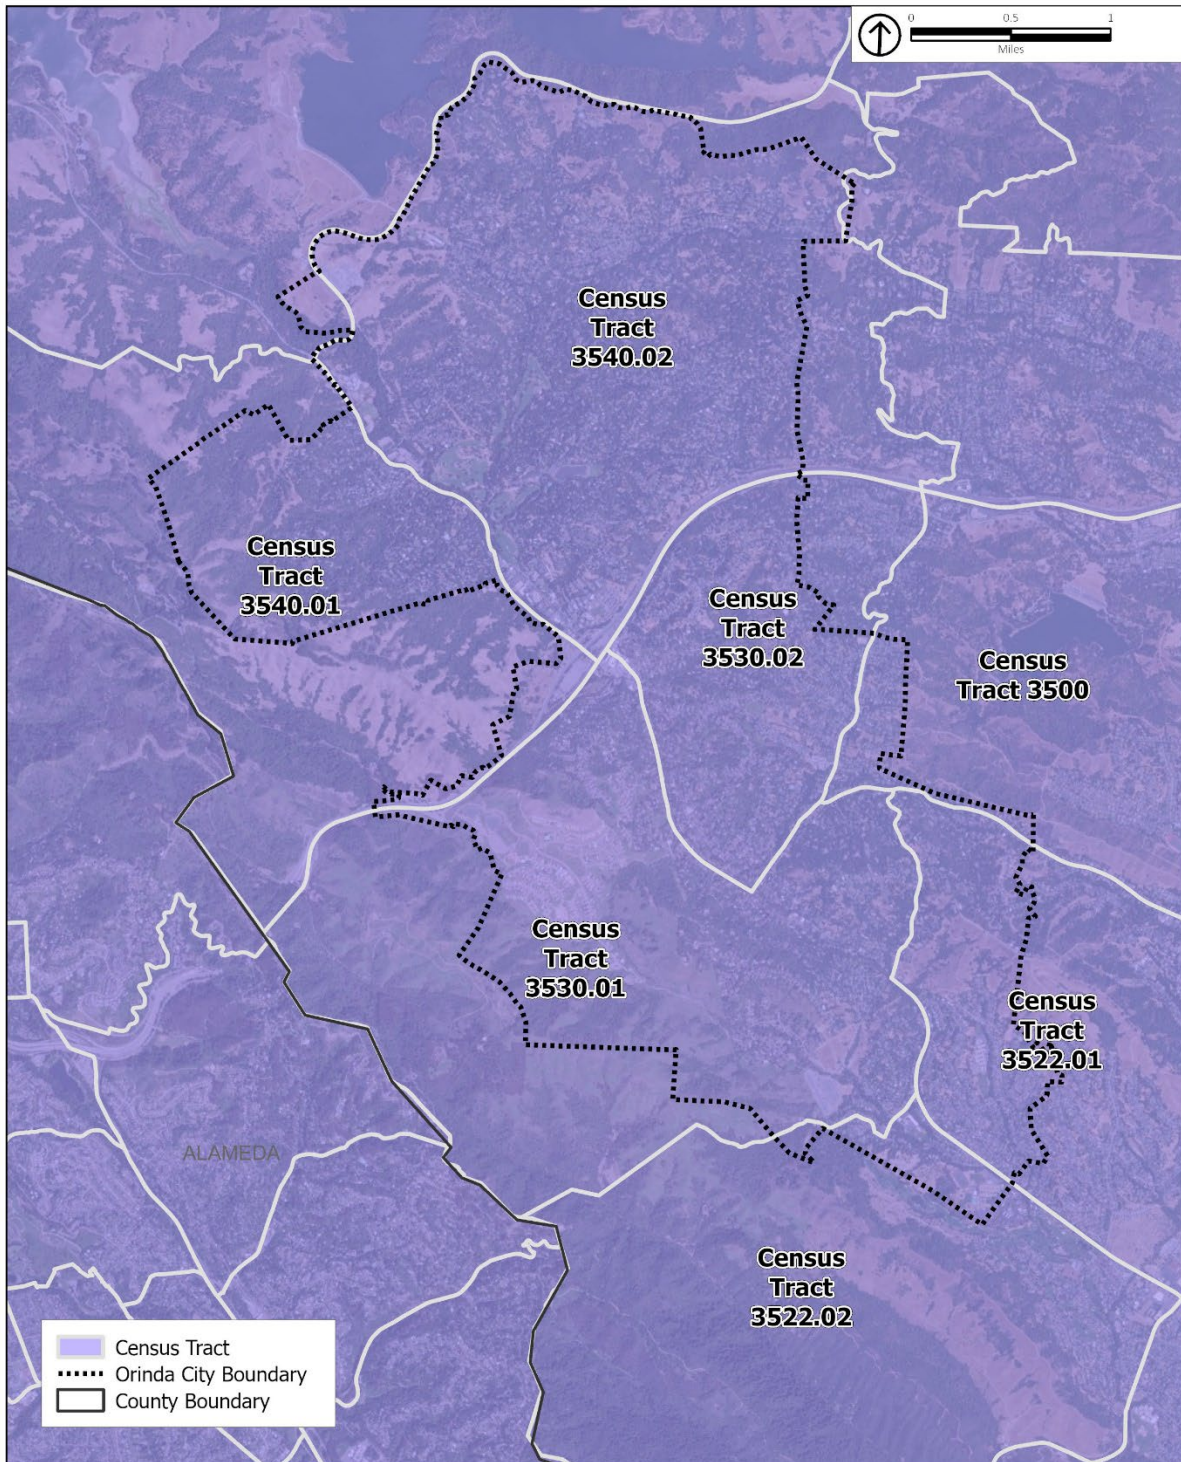 0 0.5 1
Miles
Census
Tract
3540.02
Census
Tract
3540.01
Census
Tract
3530.02
Census
Tract 3500
Census
Tract
3530.01
Census
Tract
3522.01
ALAMEDA
Census
Tract
3522.02
Census Tract
Orinda City Boundary
County Boundary